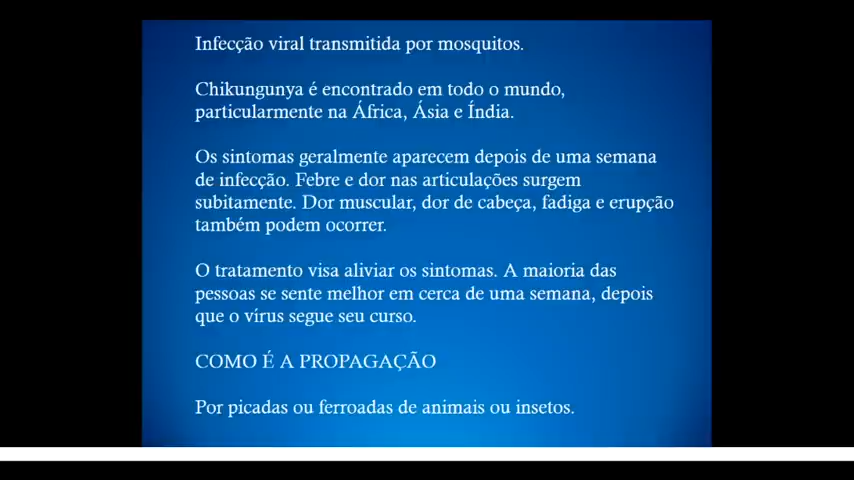 Infecção viral transmitida por mosquitos.
Chikungunya é encontrado em todo o mundo,
particularmente na África, Ásia e Índia.
Os sintomas geralmente aparecem depois de uma semana
de infecção. Febre e dor nas articulações surgem
subitamente. Dor muscular, dor de cabeça, fadiga e erupção
também podem ocorrer.
O tratamento visa aliviar os sintomas. A maioria das
pessoas se sente melhor em cerca de uma semana, depois
que o vírus segue seu curso.
COMO É A PROPAGAÇÃO
Por picadas ou ferroadas de animais ou insetos.